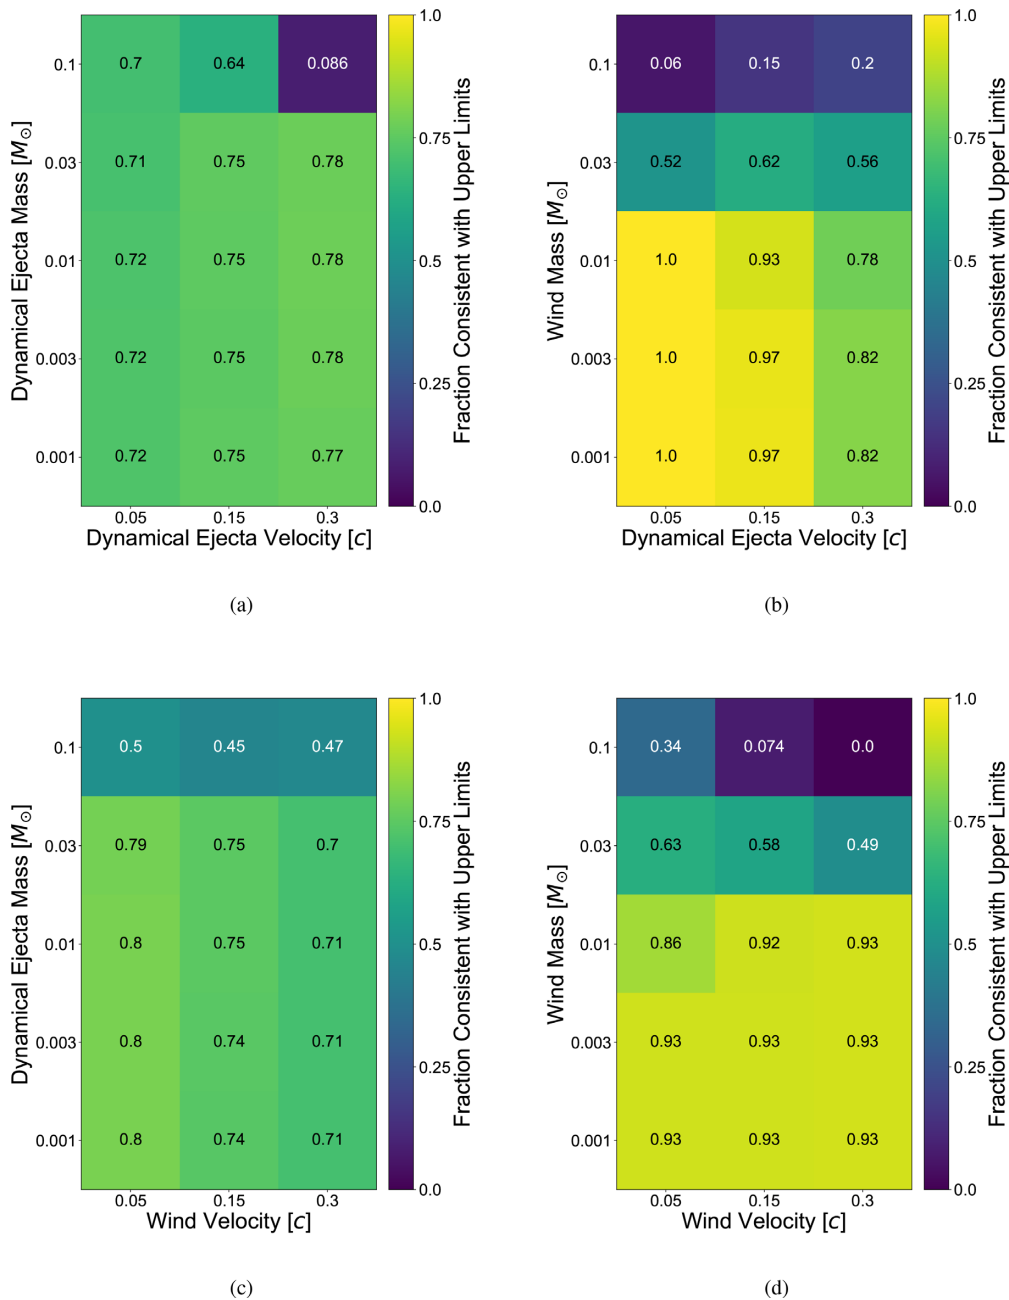 0.1 0.7 0.64 0.086 1.0
0.03 0.71 0.75 0.78 0.75
0.01 0.72 0.75 0.78 0.5
0.003 0.72 0.75 0.78 0.25
0.001 0.72 0.75 0.77 0.0
0.05 0.15 0.3
Dynamical Ejecta Velocity [c]
Dynamical Ejecta Mass [M☉]
Fraction Consistent with Upper Limits
(a)
0.1 0.06 0.15 0.2 1.0
0.03 0.52 0.62 0.56 0.75
0.01 1.0 0.93 0.78 0.5
0.003 1.0 0.97 0.82 0.25
0.001 1.0 0.97 0.82 0.0
0.05 0.15 0.3
Dynamical Ejecta Velocity [c]
Wind Mass [M☉]
Fraction Consistent with Upper Limits
(b)
0.1 0.5 0.45 0.47 1.0
0.03 0.79 0.75 0.7 0.75
0.01 0.8 0.75 0.71 0.5
0.003 0.8 0.74 0.71 0.25
0.001 0.8 0.74 0.71 0.0
0.05 0.15 0.3
Wind Velocity [c]
Dynamical Ejecta Mass [M☉]
Fraction Consistent with Upper Limits
(c)
0.1 0.34 0.074 0.0 1.0
0.03 0.63 0.58 0.49 0.75
0.01 0.86 0.92 0.93 0.5
0.003 0.93 0.93 0.93 0.25
0.001 0.93 0.93 0.93 0.0
0.05 0.15 0.3
Wind Velocity [c]
Wind Mass [M☉]
Fraction Consistent with Upper Limits
(d)